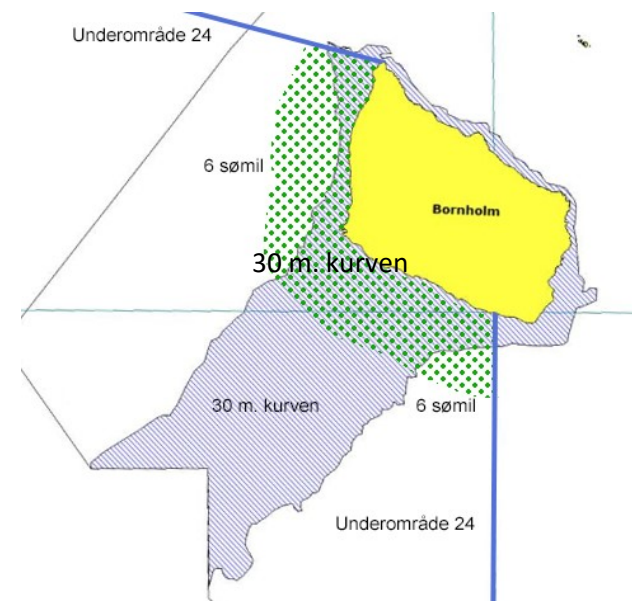 Underområde 24
6 sømil
Bornholm
30 m. kurven
30 m. kurven
6 sømil
Underområde 24